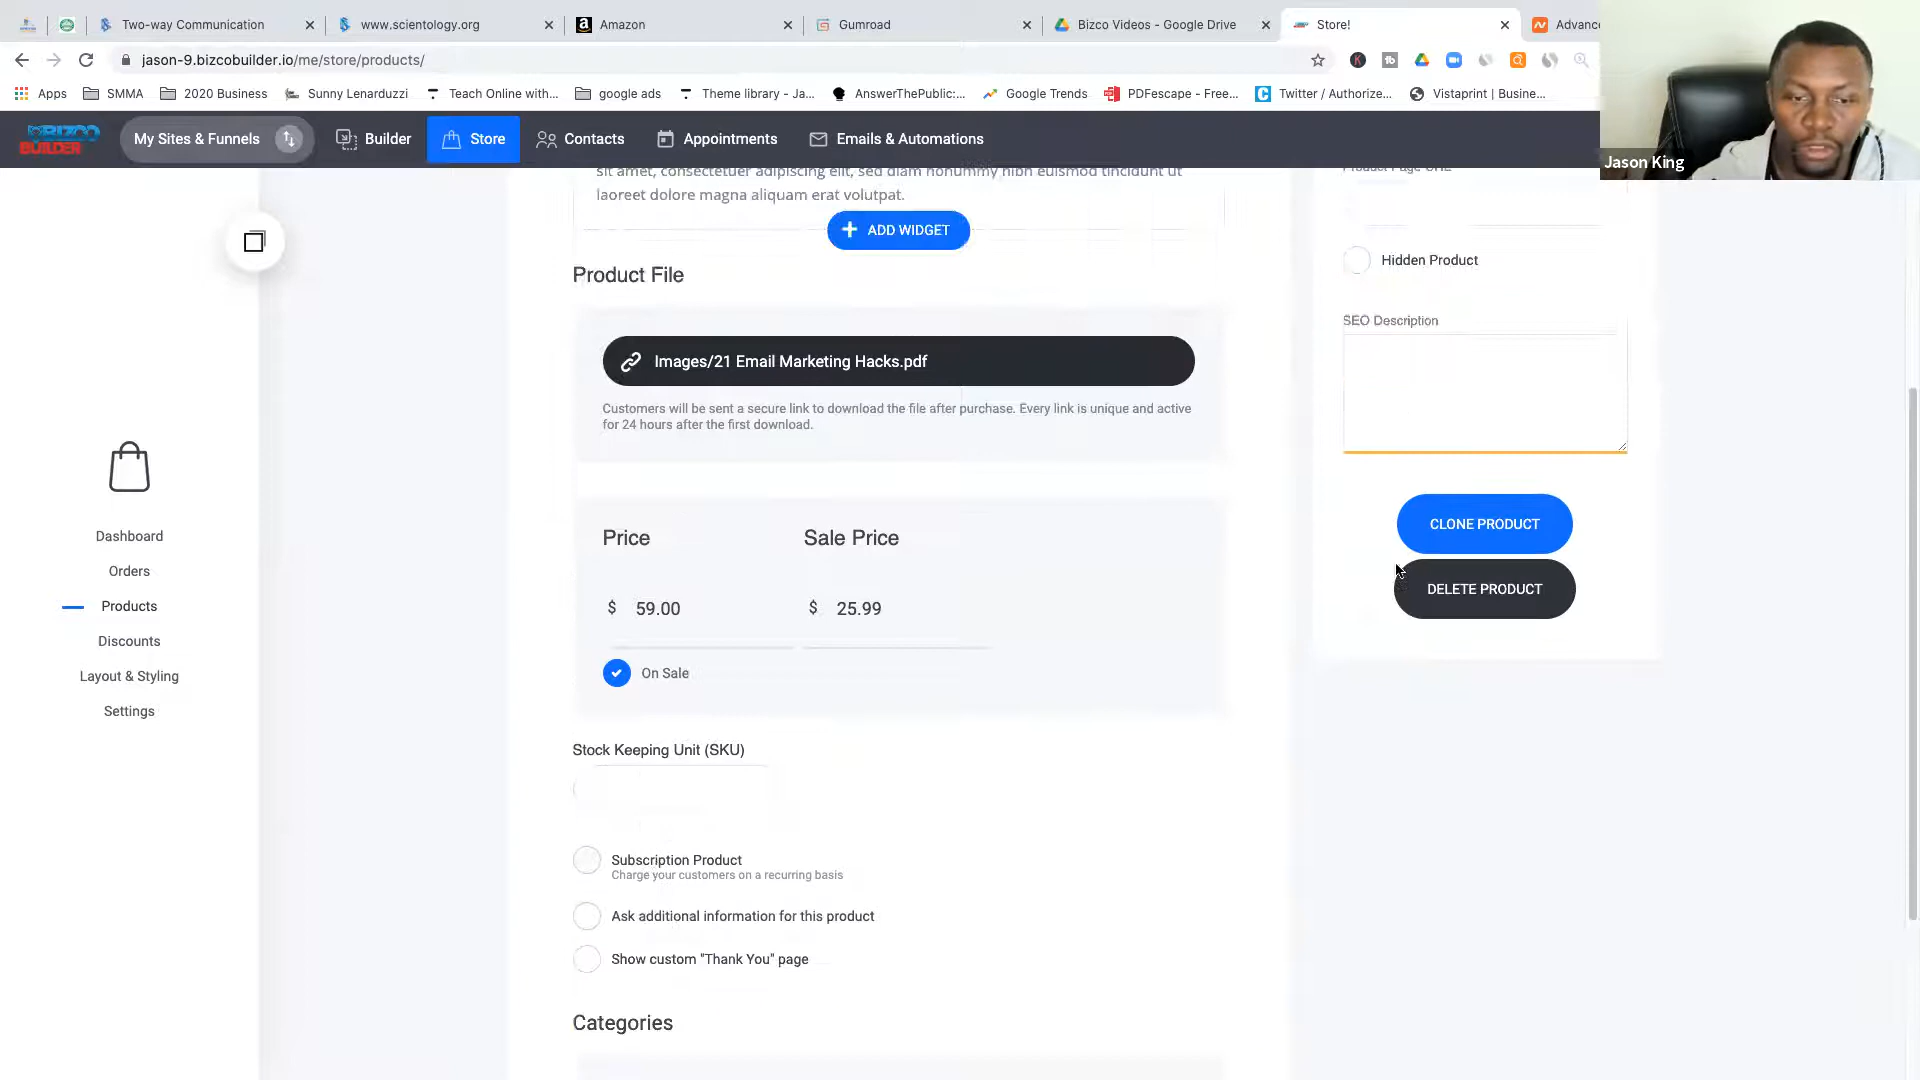 Two-way Communication
www.scientology.org
Amazon
Gumroad
Bizco Videos - Google Drive
Store!
Advanc
jason-9.bizcobuilder.io/me/store/products/
Apps
SMMA
2020 Business
Sunny Lenarduzzi
Teach Online with...
google ads
Theme library - Ja...
AnswerThePublic:...
Google Trends
PDFescape - Free...
Twitter / Authorize...
Vistaprint | Busine...
BIZCO
BUILDER
My Sites & Funnels
Builder
Store
Contacts
Appointments
Emails & Automations
Jason King
sit amet, consectetuer adipiscing elit, sed diam nonummy nibh euismod tincidunt ut
laoreet dolore magna aliquam erat volutpat.
ADD WIDGET
Product File
Images/21 Email Marketing Hacks.pdf
Customers will be sent a secure link to download the file after purchase. Every link is unique and active
for 24 hours after the first download.
Price
Sale Price
$ 59.00
$ 25.99
On Sale
Stock Keeping Unit (SKU)
Subscription Product
Charge your customers on a recurring basis
Ask additional information for this product
Show custom "Thank You" page
Categories
Product Page URL
Hidden Product
SEO Description
CLONE PRODUCT
DELETE PRODUCT
Dashboard
Orders
Products
Discounts
Layout & Styling
Settings